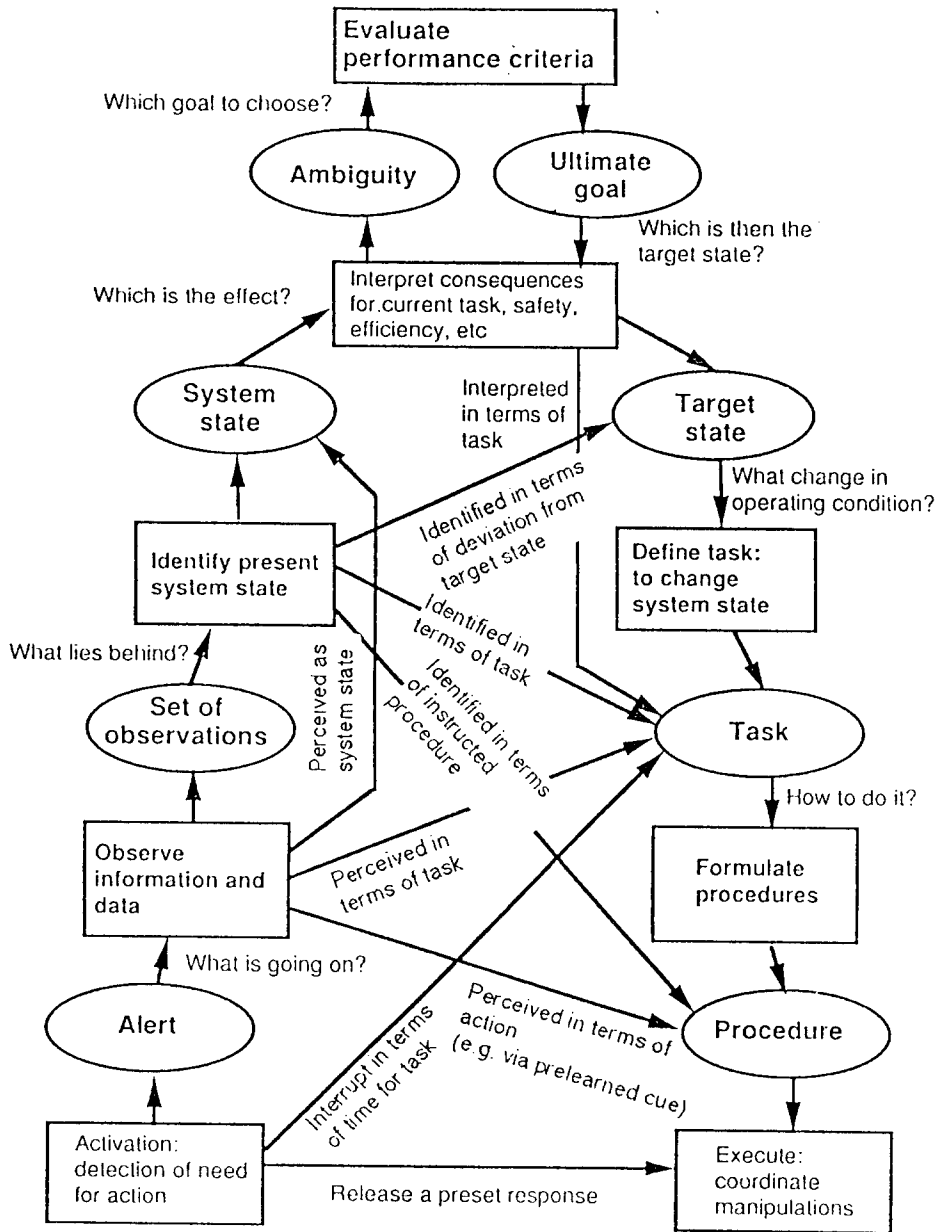 Evaluate
performance criteria
Which goal to choose?
Ambiguity
Ultimate
goal
Which is then the
target state?
Interpret consequences
for.current task, safety,
efficiency, etc
Which is the effect?
System
state
Interpreted
in terms of
task
Target
state
Identified in terms
of deviation from
target state
What change in
operating condition?
Identify present
system state
Define task:
to change
system state
Identified in
terms of task
What lies behind?
Perceived as
system state
Identified in terms
of instructed
procedure
Set of
observations
Task
How to do it?
Observe
information and
data
Perceived in
terms of task
Formulate
procedures
What is going on?
Alert
Interrupt in terms
of time for task
Perceived in terms of
action
(e.g. via prelearned cue)
Procedure
Activation:
detection of need
for action
Release a preset response
Execute:
coordinate
manipulations